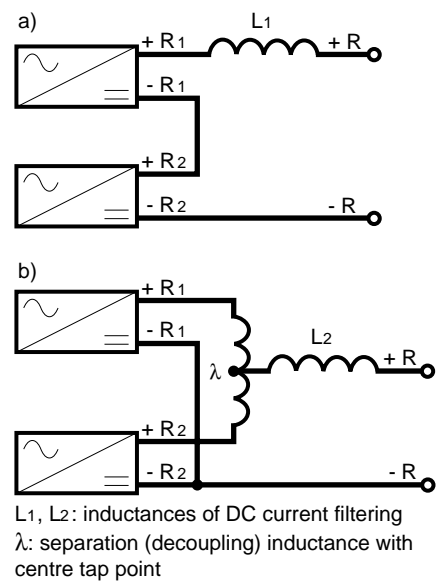 a)
L1
+ R1
+ R
- R1
+ R2
- R2
- R
b)
+ R1
- R1
L2
λ
+ R
+ R2
- R2
- R
L1, L2: inductances of DC current filtering
λ: separation (decoupling) inductance with
centre tap point